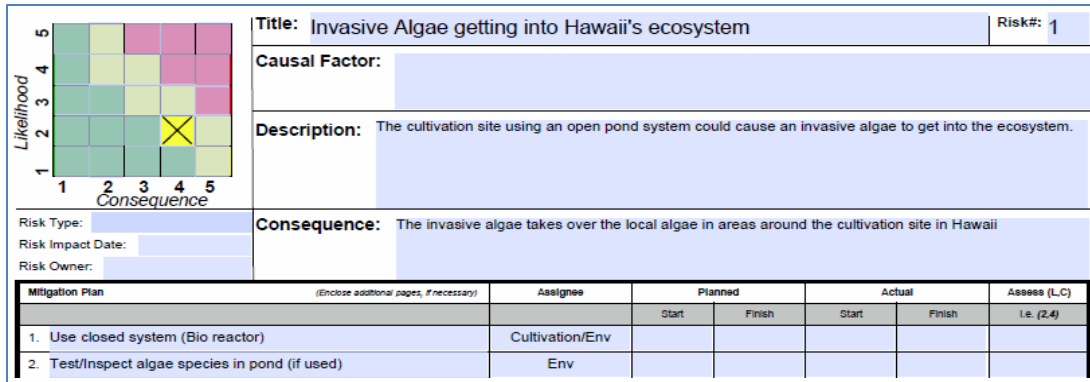 Title: Invasive Algae getting into Hawaii's ecosystem Risk#: 1
Causal Factor:
Description: The cultivation site using an open pond system could cause an invasive algae to get into the ecosystem.
Likelihood
5
4
3
2
1
1 2 3 4 5
Consequence
Risk Type:
Risk Impact Date:
Risk Owner:
Consequence: The invasive algae takes over the local algae in areas around the cultivation site in Hawaii
Mitigation Plan (Enclose additional pages, if necessary) Assignee Planned Actual Assess (L,C)
Start Finish Start Finish i.e. (2,4)
1. Use closed system (Bio reactor) Cultivation/Env
2. Test/Inspect algae species in pond (if used) Env